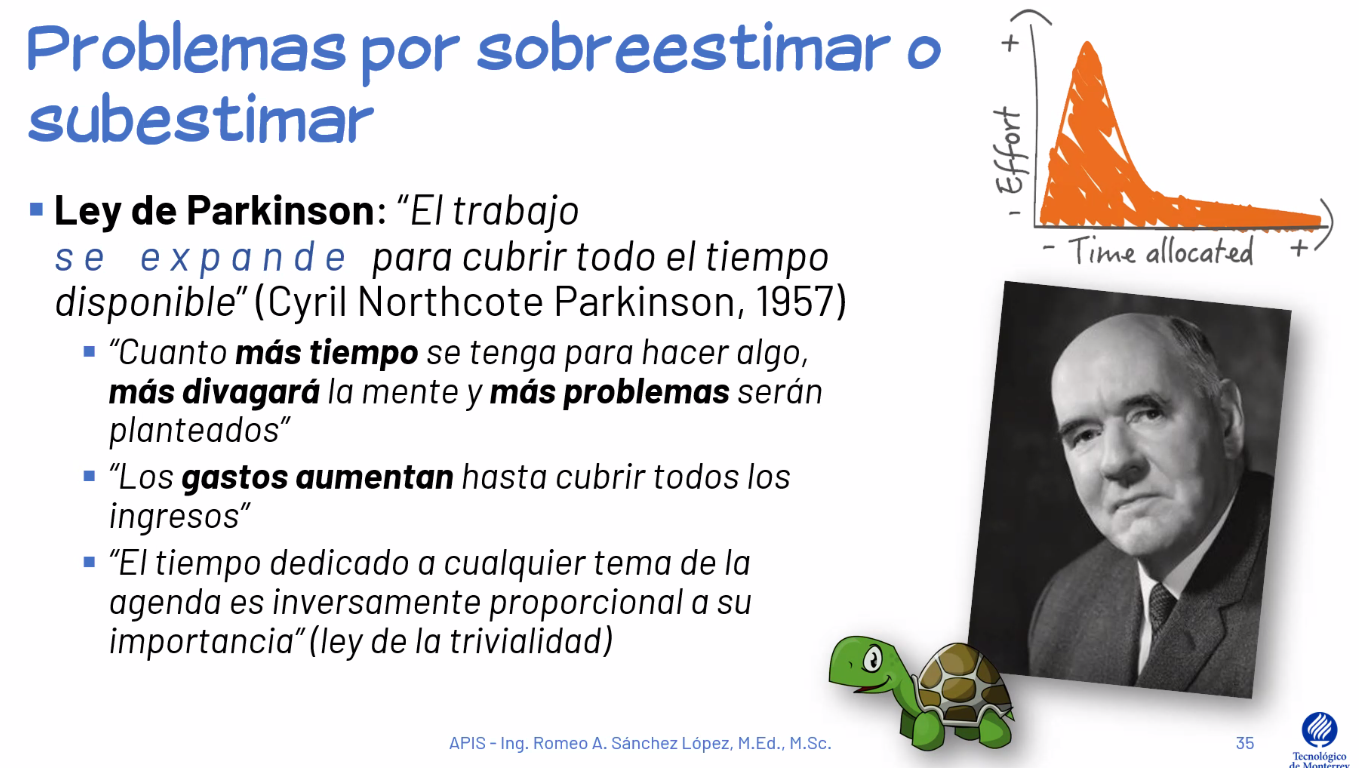 Problemas por sobreestimar o
subestimar
Ley de Parkinson: “El trabajo
se expande para cubrir todo el tiempo
disponible” (Cyril Northcote Parkinson, 1957)
“Cuanto más tiempo se tenga para hacer algo,
más divagará la mente y más problemas serán
planteados”
“Los gastos aumentan hasta cubrir todos los
ingresos”
“El tiempo dedicado a cualquier tema de la
agenda es inversamente proporcional a su
importancia” (ley de la trivialidad)
+
Effort
-
- Time allocated +
APIS - Ing. Romeo A. Sánchez López, M.Ed., M.Sc.
35
Tecnológico
de Monterrey